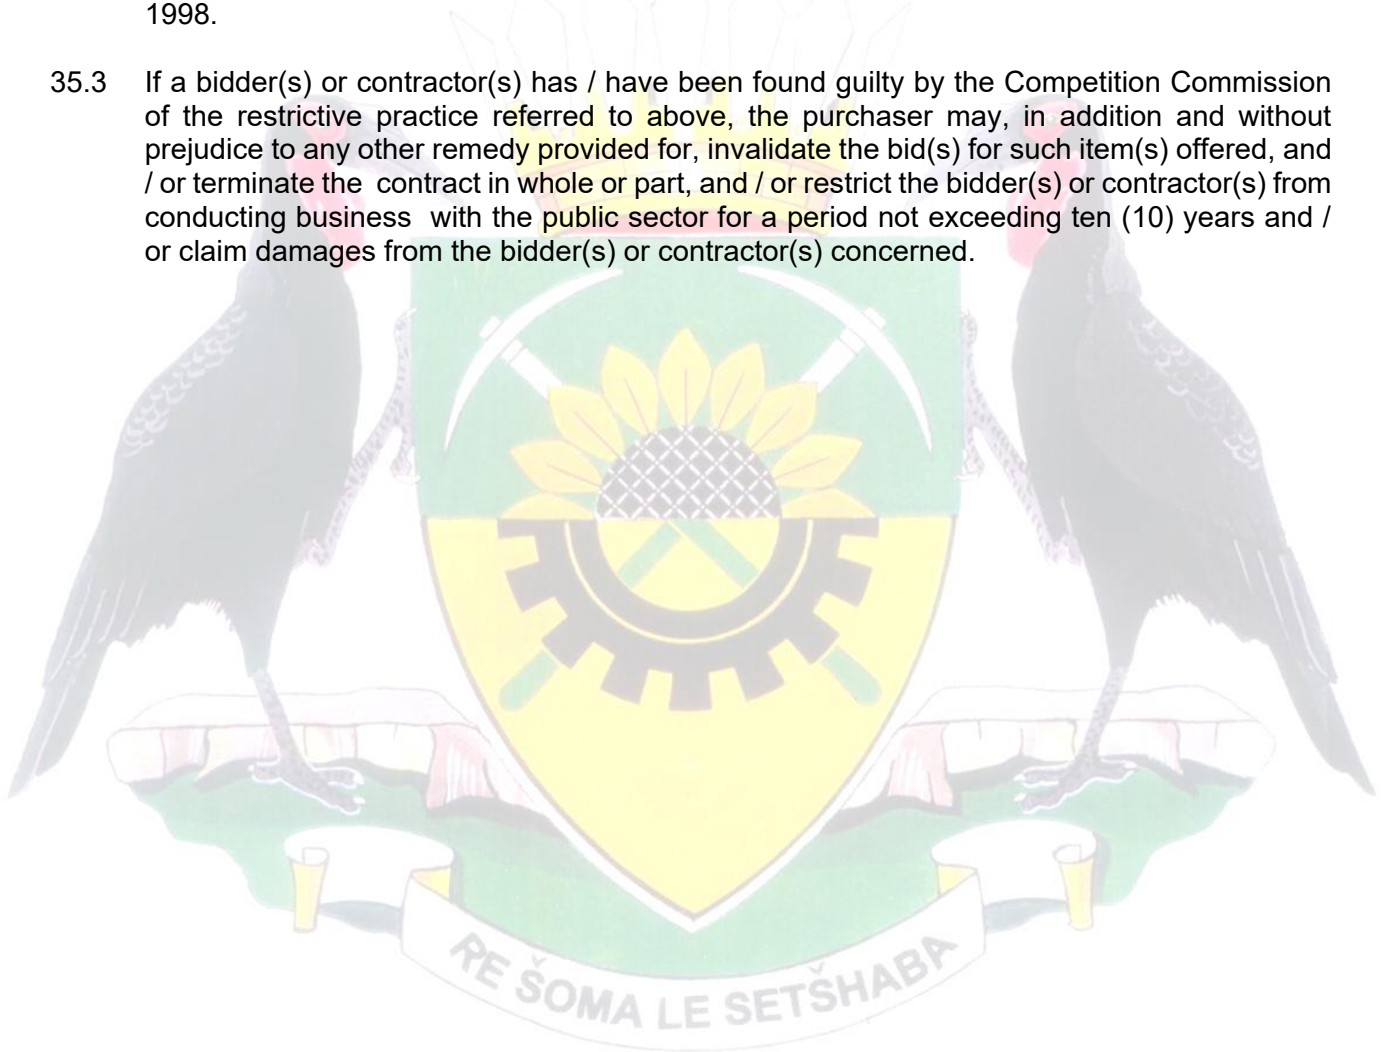 1998.
35.3 If a bidder(s) or contractor(s) has / have been found guilty by the Competition Commission
of the restrictive practice referred to above, the purchaser may, in addition and without
prejudice to any other remedy provided for, invalidate the bid(s) for such item(s) offered, and
/ or terminate the  contract in whole or part, and / or restrict the bidder(s) or contractor(s) from
conducting business  with the public sector for a period not exceeding ten (10) years and /
or claim damages from the bidder(s) or contractor(s) concerned.
RE ŠOMA LE SETŠHABA